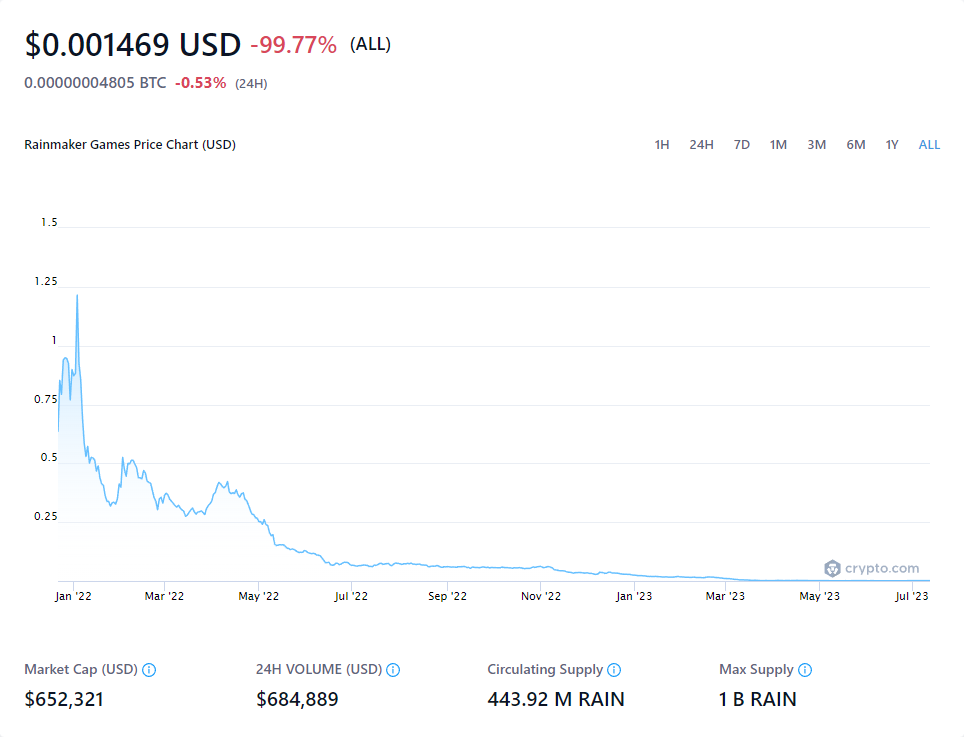 $0.001469 USD -99.77% (ALL)
0.00000004805 BTC -0.53% (24H)
Rainmaker Games Price Chart (USD) 1H 24H 7D 1M 3M 6M 1Y ALL
1.5
1.25
1
0.75
0.5
0.25
crypto.com
Jan '22 Mar '22 May '22 Jul '22 Sep '22 Nov '22 Jan '23 Mar '23 May '23 Jul '23
Market Cap (USD) 24H VOLUME (USD) Circulating Supply Max Supply
$652,321 $684,889 443.92 M RAIN 1 B RAIN